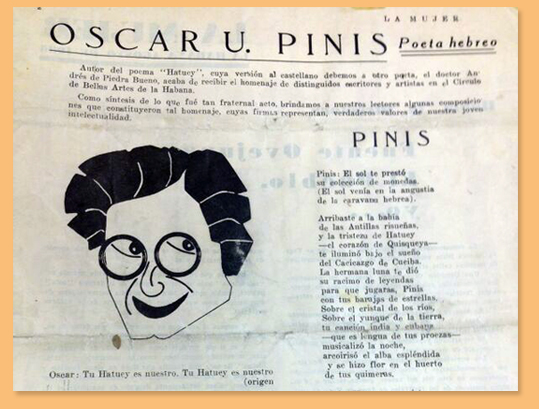 LA MUJER
OSCAR U. PINIS Poeta hebreo
Autor del poema "Hatuey", cuya versión al castellano debemos a otro poeta, el doctor An-
drés de Piedra Bueno, acaba de recibir el homenaje de distinguidos escritores y artistas en el Círculo
de Bellas Artes de la Habana.
Como síntesis de lo que fué tan fraternal acto, brindamos a nuestros lectores algunas composicio-
nes que constituyeron tal homenaje, cuyas firmas representan, verdaderos valores de nuestra joven
intelectualidad.
PINIS
Pinis: El sol te prestó
su colección de monedas.
(El sol venía en la angustia
de la caravana hebrea).
Arribaste a la bahía
de las Antillas risueñas,
y la tristeza de Hatuey
—el corazón de Quisqueya—
te iluminó bajo el sueño
del Cacicazgo de Cueiba.
La hermana luna te dió
su racimo de leyendas
para que jugaras, Pinis
con tus barajas de estrellas.
Sobre el cristal de los ríos,
Sobre el yunque de la tierra,
tu canción india y cubana
—que es lengua de tus proezas—
musicalizó la noche,
arcoirisó el alba espléndida
y se hizo flor en el huerto
de tus quimeras.
Oscar: Tu Hatuey es nuestro. Tu Hatuey es nuestro
(origen